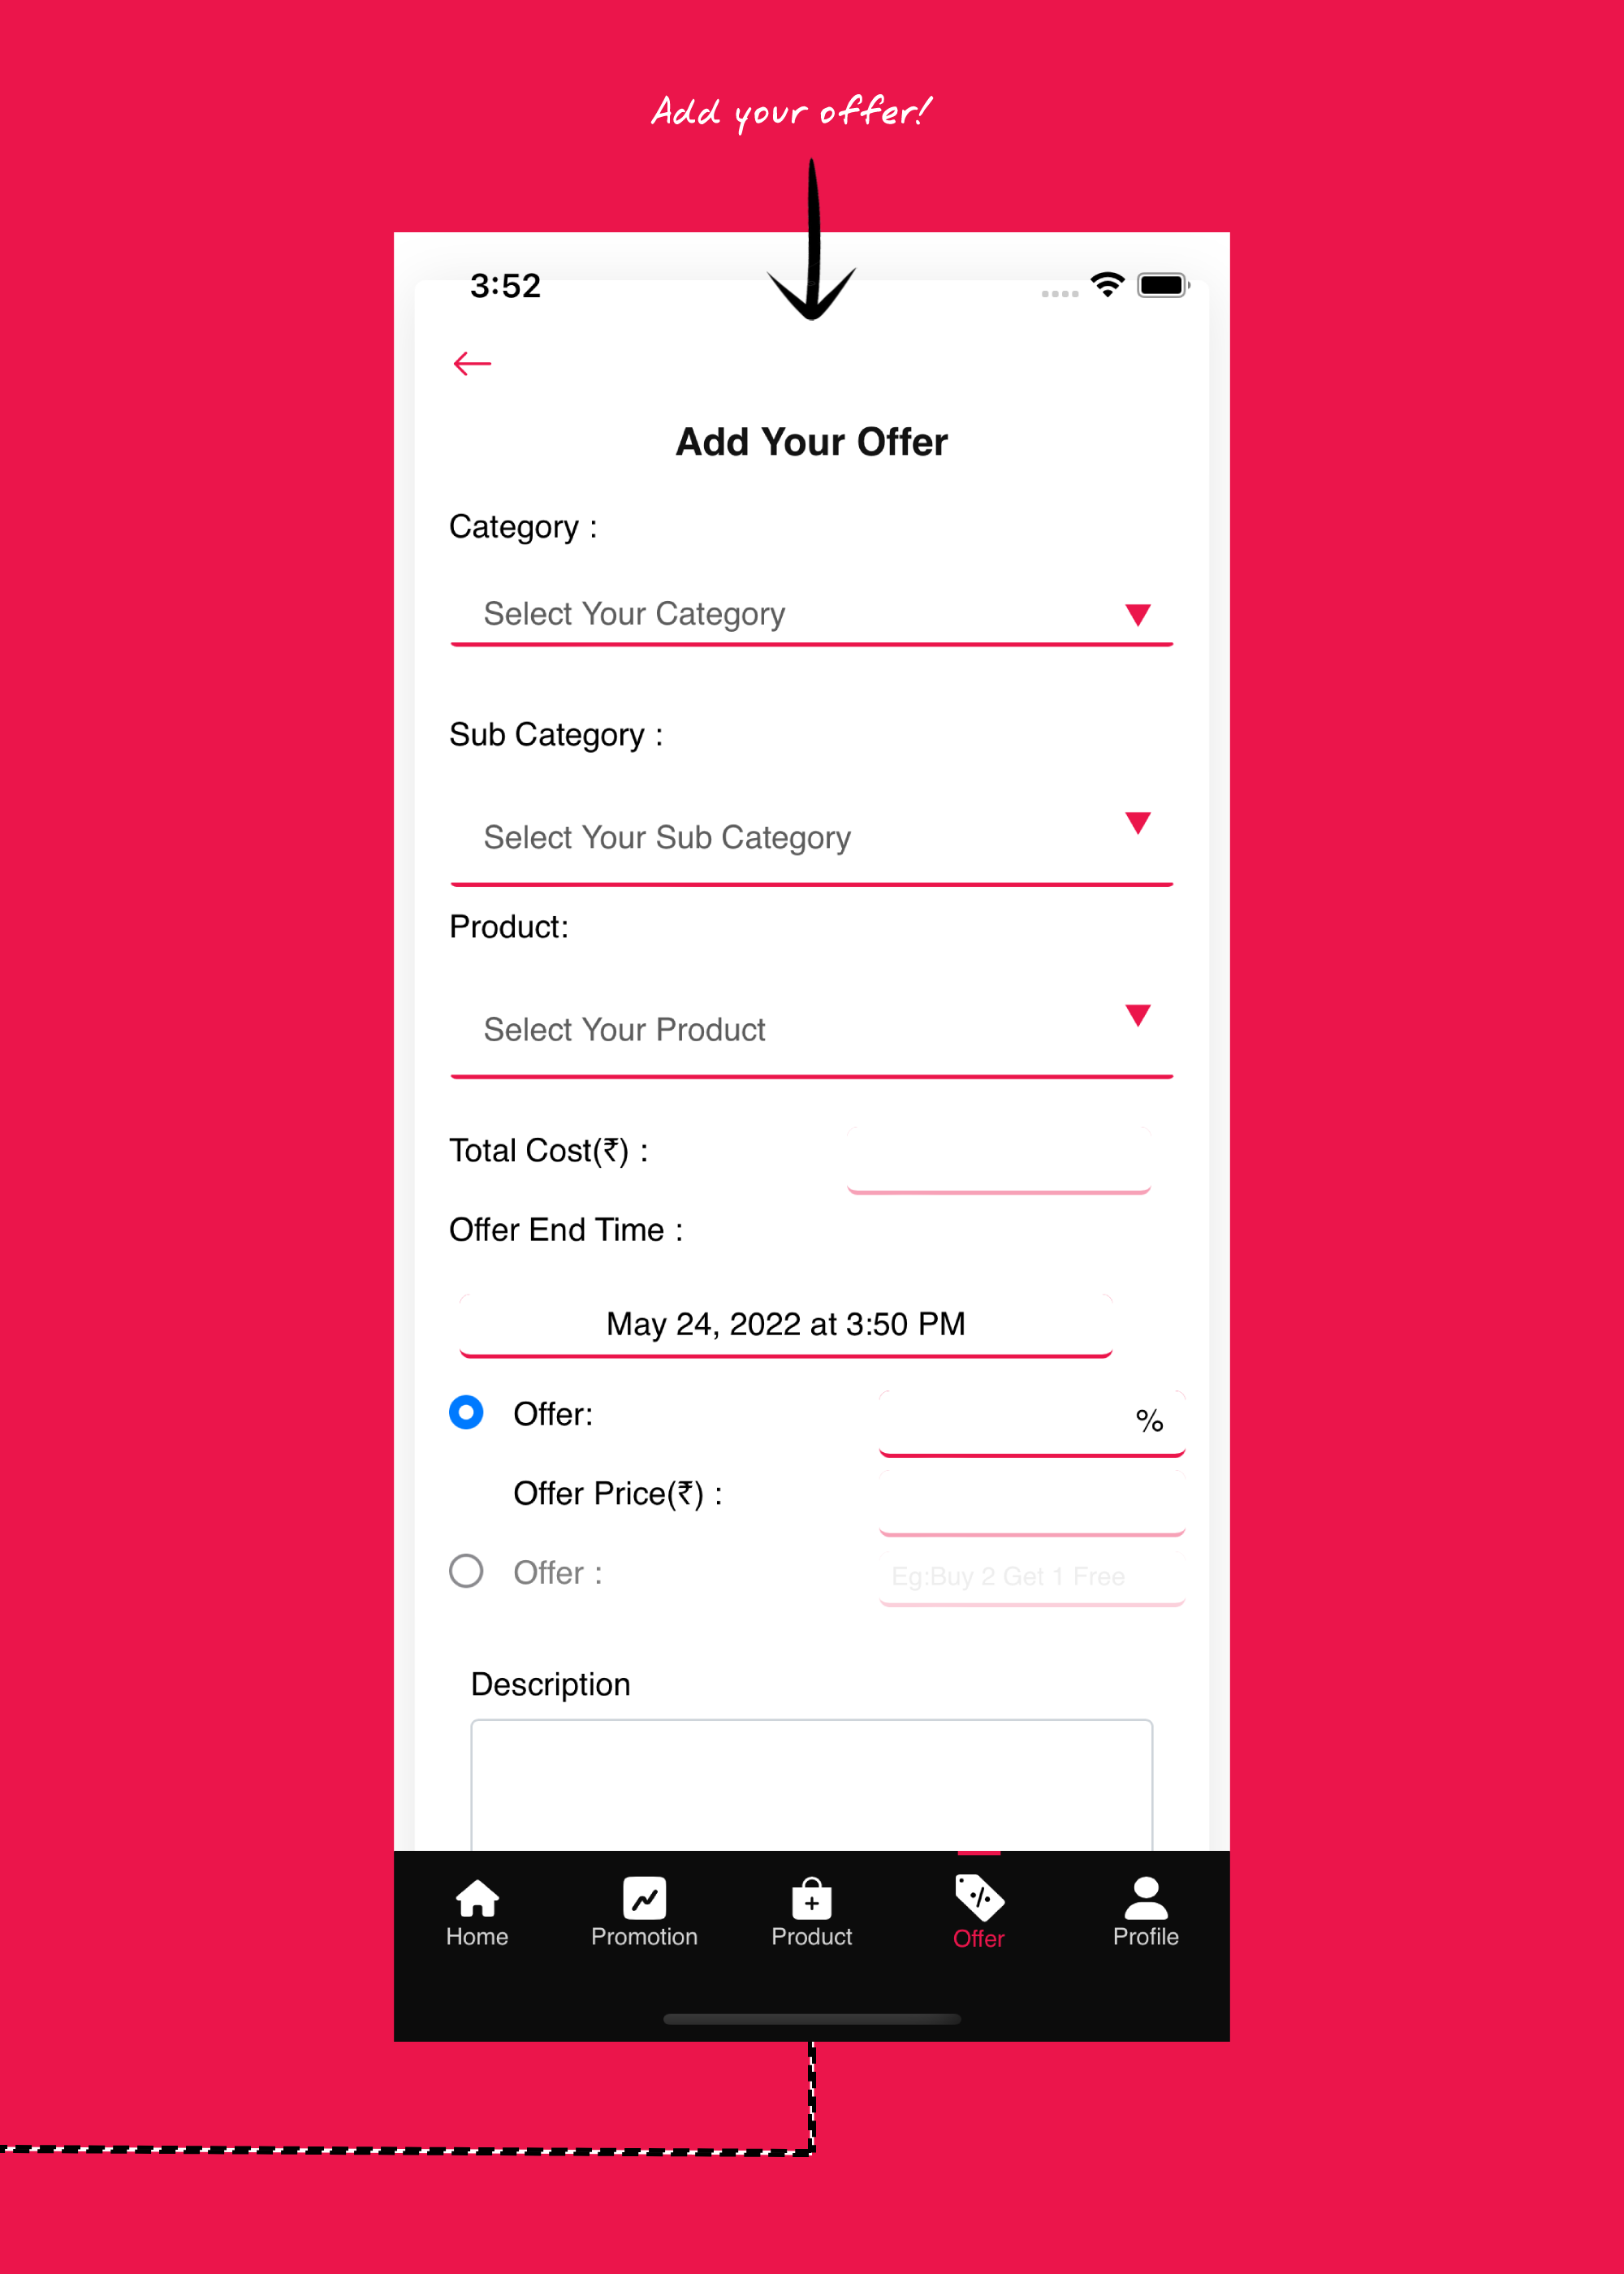 Add your offer!
3:52
Add Your Offer
Category :
Select Your Category
Sub Category :
Select Your Sub Category
Product:
Select Your Product
Total Cost(₹) :
Offer End Time :
May 24, 2022 at 3:50 PM
Offer: %
Offer Price(₹) :
Offer : Eg:Buy 2 Get 1 Free
Description
Home Promotion Product Offer Profile